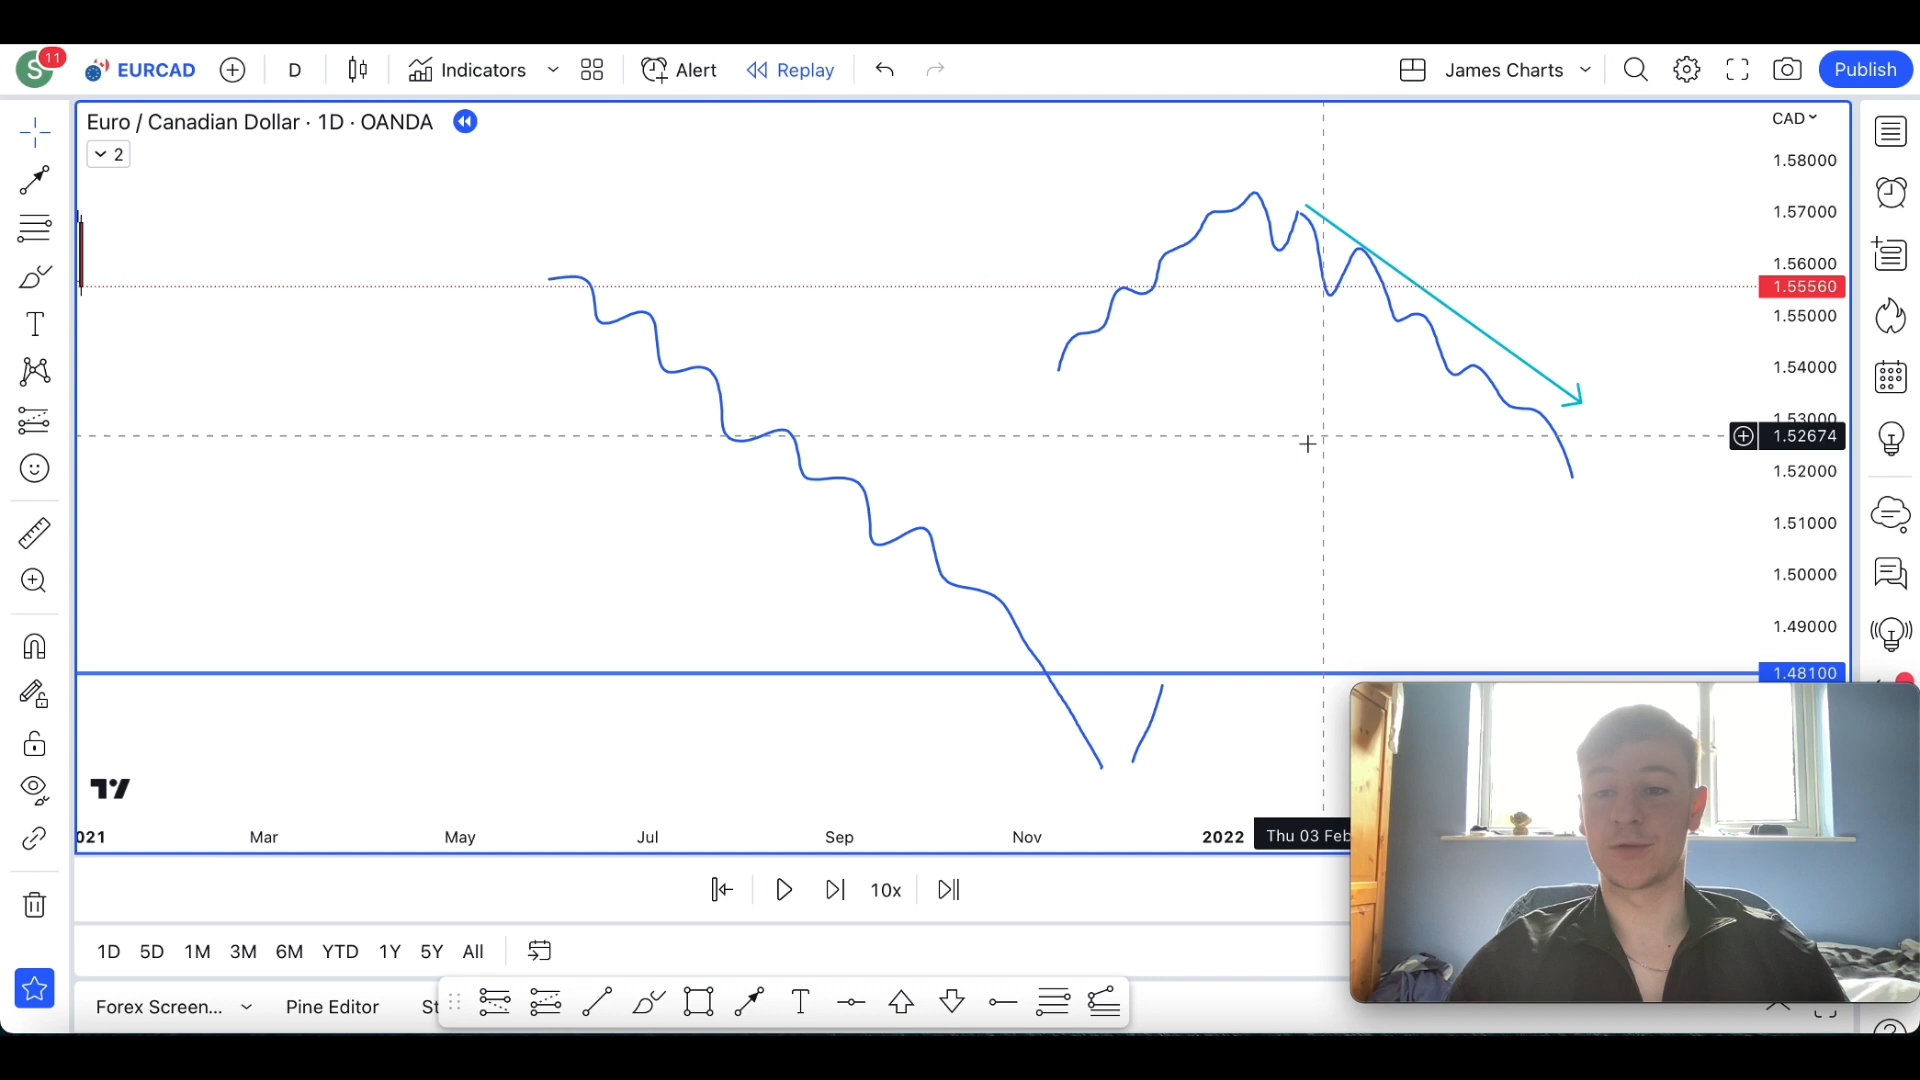 S 11 EURCAD D Indicators Alert Replay James Charts Publish
Euro / Canadian Dollar · 1D · OANDA
2
CAD
1.58000
1.57000
1.56000
1.55560
1.55000
1.54000
1.53000
1.52674
1.52000
1.51000
1.50000
1.49000
1.48100
021 Mar May Jul Sep Nov 2022 Thu 03 Feb
10x
1D 5D 1M 3M 6M YTD 1Y 5Y All
Forex Screen... Pine Editor St